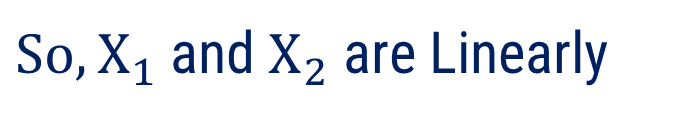 So, X₁ and X₂ are Linearly